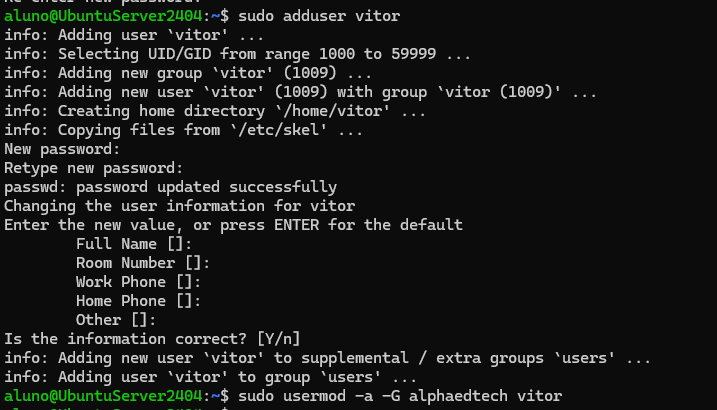 aluno@UbuntuServer2404:~$ sudo adduser vitor
info: Adding user `vitor' ...
info: Selecting UID/GID from range 1000 to 59999 ...
info: Adding new group `vitor' (1009) ...
info: Adding new user `vitor' (1009) with group `vitor (1009)' ...
info: Creating home directory `/home/vitor' ...
info: Copying files from `/etc/skel' ...
New password:
Retype new password:
passwd: password updated successfully
Changing the user information for vitor
Enter the new value, or press ENTER for the default
        Full Name []:
        Room Number []:
        Work Phone []:
        Home Phone []:
        Other []:
Is the information correct? [Y/n]
info: Adding new user `vitor' to supplemental / extra groups `users' ...
info: Adding user `vitor' to group `users' ...
aluno@UbuntuServer2404:~$ sudo usermod -a -G alphaedtech vitor